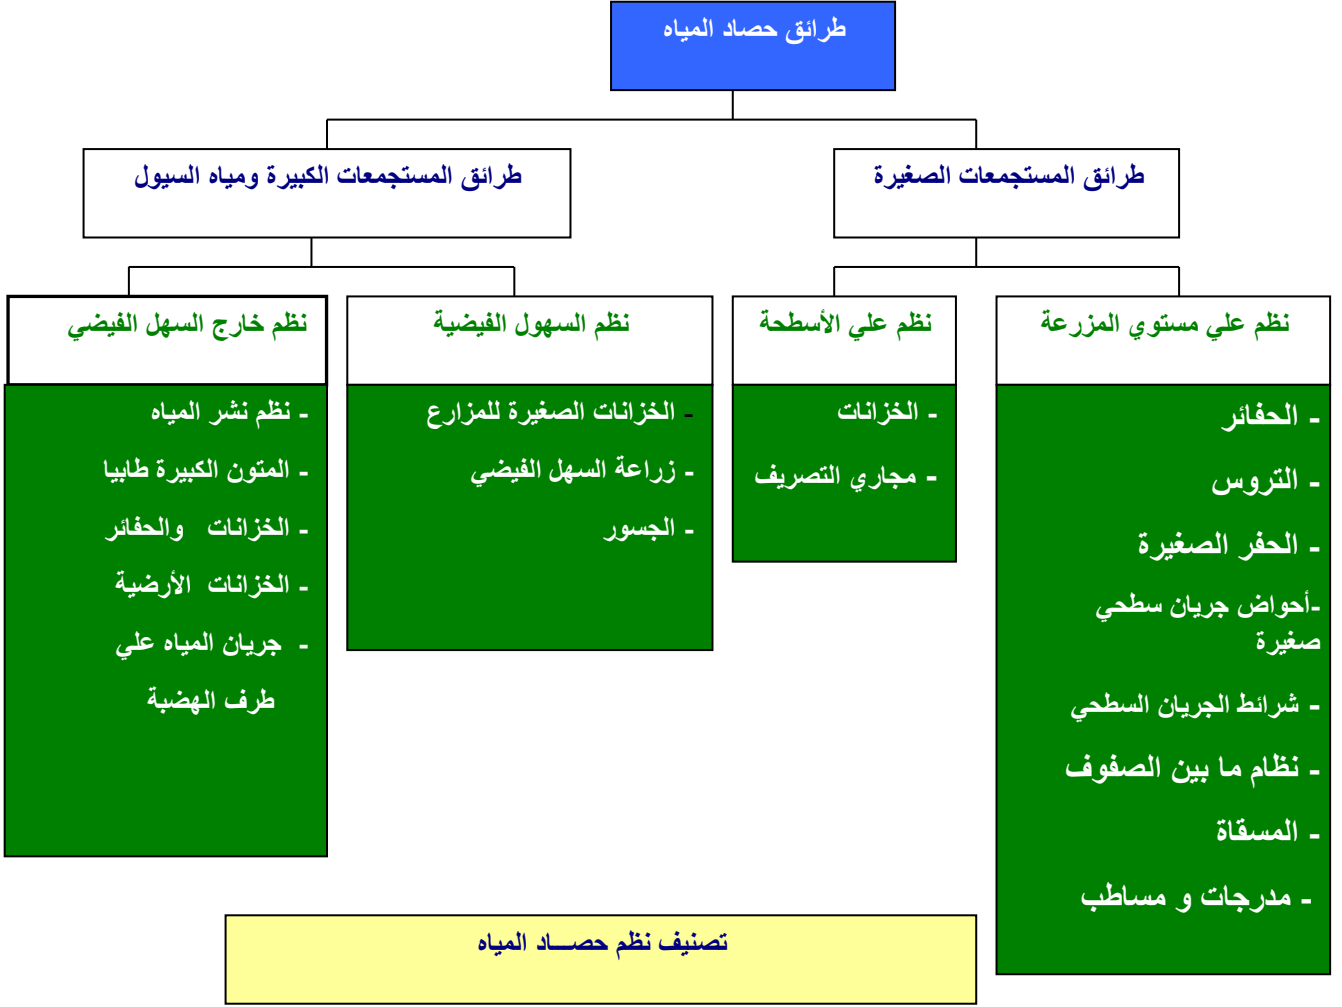 طرائق حصاد المياه
طرائق المستجمعات الصغيرة
طرائق المستجمعات الكبيرة ومياه السيول
نظم علي مستوي المزرعة
- الحفائر
- التروس
- الحفر الصغيرة
-أحواض جريان سطحي
صغيرة
- شرائط الجريان السطحي
- نظام ما بين الصفوف
- المسقاة
- مدرجات و مساطب
نظم علي الأسطحة
- الخزانات
- مجاري التصريف
نظم السهول الفيضية
- الخزانات الصغيرة للمزارع
- زراعة السهل الفيضي
- الجسور
نظم خارج السهل الفيضي
- نظم نشر المياه
- المتون الكبيرة طابيا
- الخزانات والحفائر
- الخزانات الأرضية
- جريان المياه علي
طرف الهضبة
تصنيف نظم حصـــاد المياه